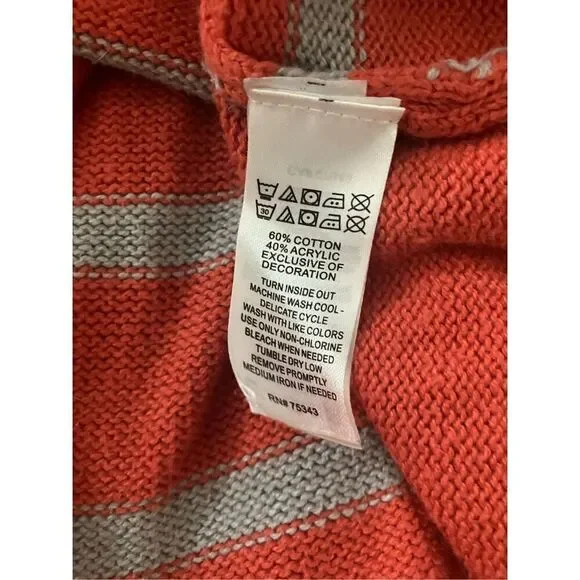 30
60% COTTON
40% ACRYLIC
EXCLUSIVE OF
DECORATION
TURN INSIDE OUT
MACHINE WASH COOL -
DELICATE CYCLE
WASH WITH LIKE COLORS
USE ONLY NON-CHLORINE
BLEACH WHEN NEEDED
TUMBLE DRY LOW
REMOVE PROMPTLY
MEDIUM IRON IF NEEDED
RN# 75343